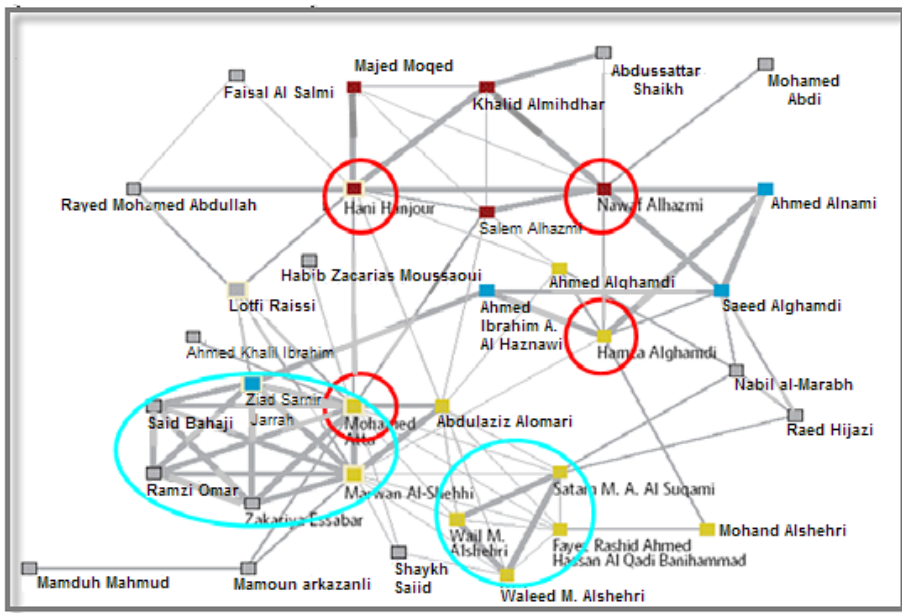 Majed Moqed
Abdussattar
Shaikh
Mohamed
Abdi
Faisal Al Salmi
Khalid Almihdhar
Rayed Mohamed Abdullah
Hani Hanjour
Nawaf Alhazmi
Ahmed Alnami
Salem Alhazmi
Habib Zacarias Moussaoui
Ahmed Alghamdi
Lotfi Raissi
Ahmed
Ibrahim A.
Al Haznawi
Saeed Alghamdi
Ahmed Khalil Ibrahim
Hamza Alghamdi
Nabil al-Marabh
Ziad Samir
Jarrah
Said Bahaji
Mohamed
Atta
Abdulaziz Alomari
Raed Hijazi
Ramzi Omar
Marwan Al-Shehhi
Satam M. A. Al Suqami
Zakariya Essabar
Wail M.
Alshehri
Fayez Rashid Ahmed
Hassan Al Qadi Banihammad
Mohand Alshehri
Mamduh Mahmud
Mamoun arkazanli
Shaykh
Saiid
Waleed M. Alshehri